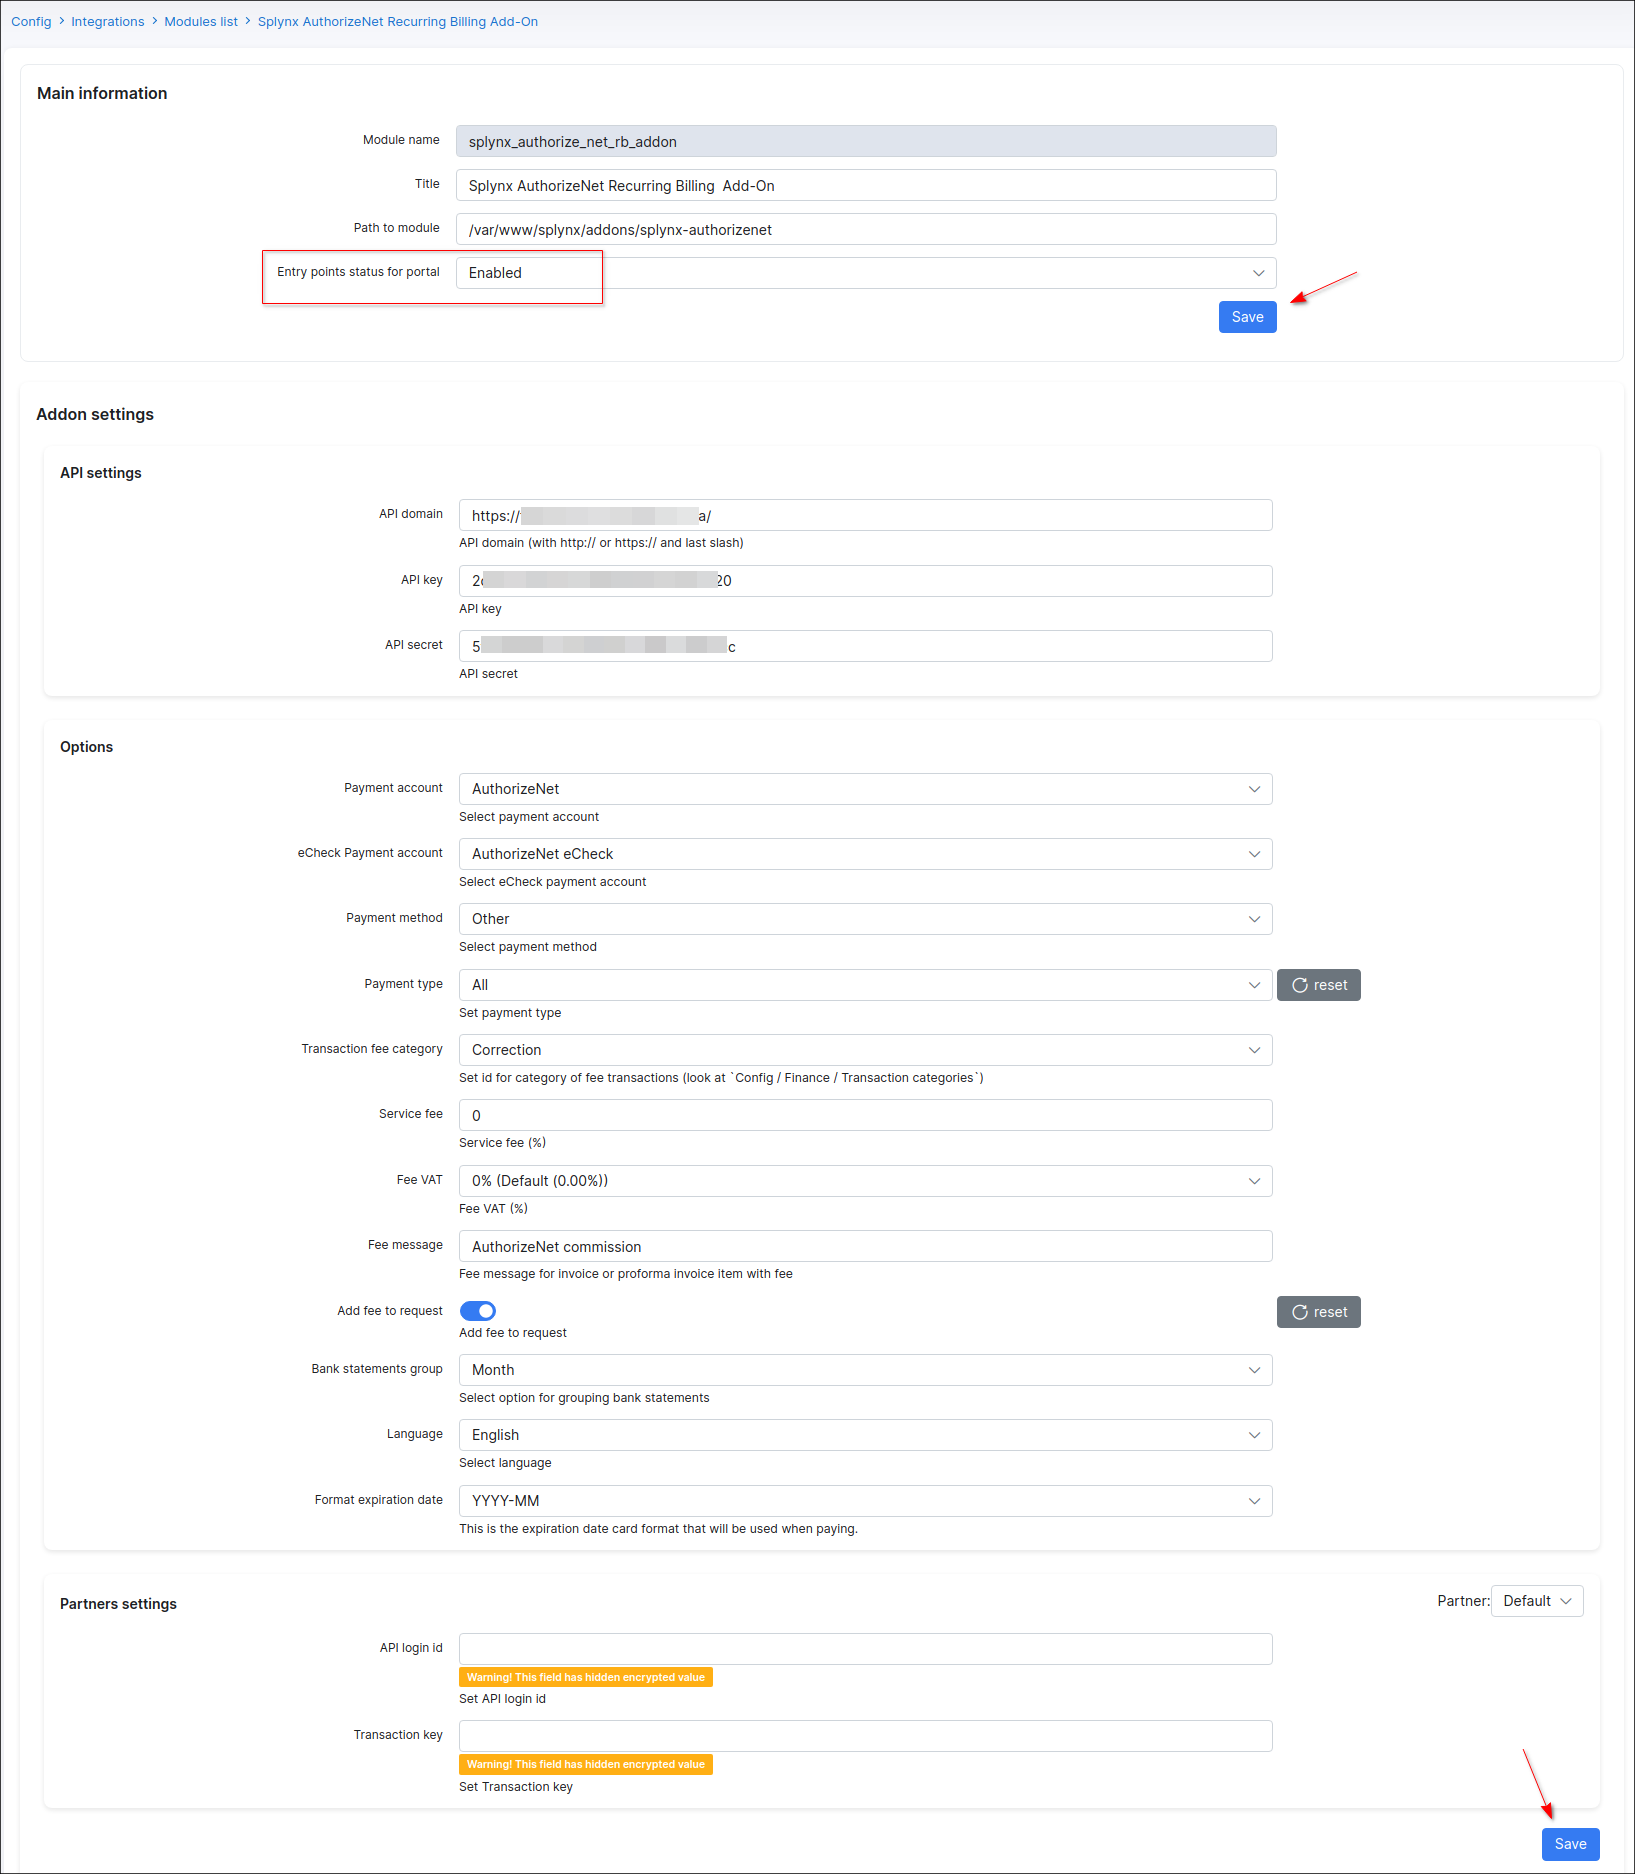 Config > Integrations > Modules list > Splynx AuthorizeNet Recurring Billing Add-On
Main information
Module name splynx_authorize_net_rb_addon
Title Splynx AuthorizeNet Recurring Billing  Add-On
Path to module /var/www/splynx/addons/splynx-authorizenet
Entry points status for portal Enabled
Save
Addon settings
API settings
API domain https:// a/
API domain (with http:// or https:// and last slash)
API key 20
API key
API secret 5 c
API secret
Options
Payment account AuthorizeNet
Select payment account
eCheck Payment account AuthorizeNet eCheck
Select eCheck payment account
Payment method Other
Select payment method
Payment type All reset
Set payment type
Transaction fee category Correction
Set id for category of fee transactions (look at `Config / Finance / Transaction categories`)
Service fee 0
Service fee (%)
Fee VAT 0% (Default (0.00%))
Fee VAT (%)
Fee message AuthorizeNet commission
Fee message for invoice or proforma invoice item with fee
Add fee to request reset
Add fee to request
Bank statements group Month
Select option for grouping bank statements
Language English
Select language
Format expiration date YYYY-MM
This is the expiration date card format that will be used when paying.
Partners settings Partner: Default
API login id
Warning! This field has hidden encrypted value
Set API login id
Transaction key
Warning! This field has hidden encrypted value
Set Transaction key
Save